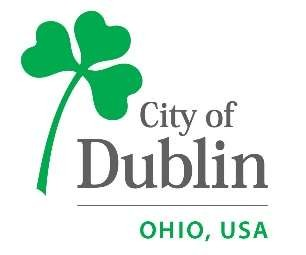 City of
Dublin
OHIO, USA